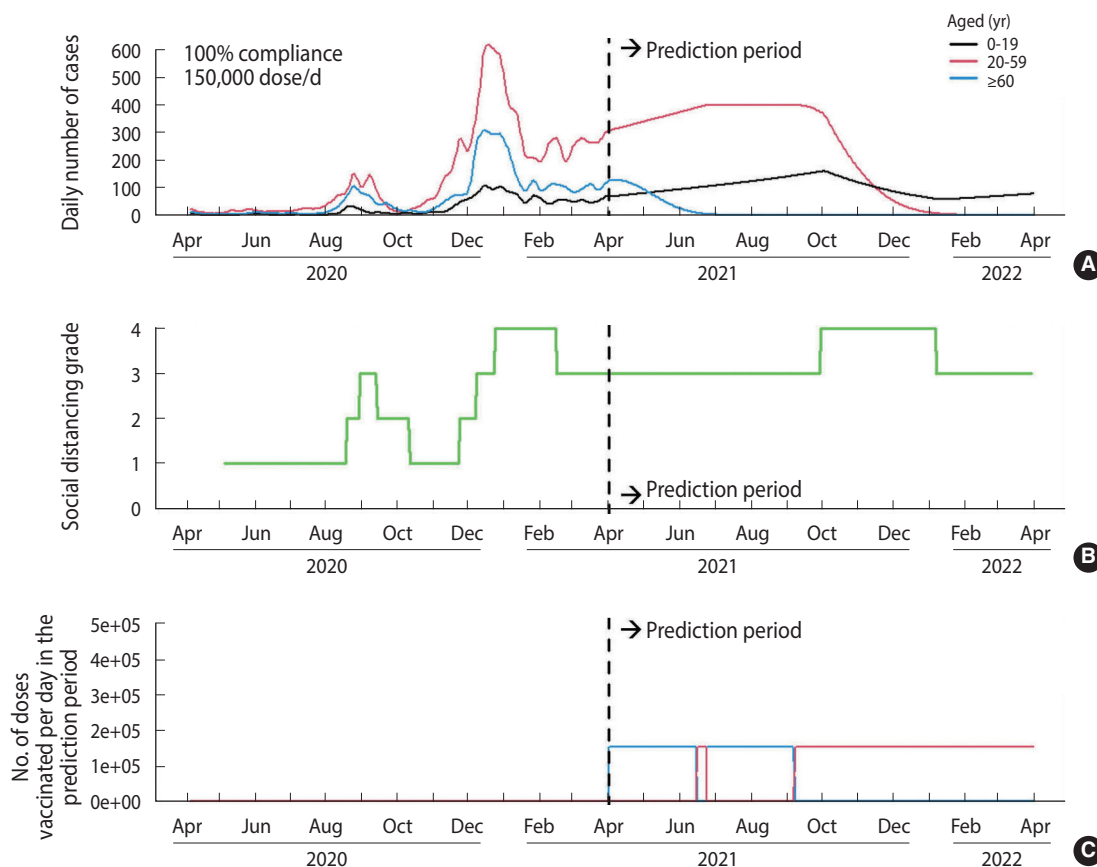 Aged (yr)
0-19
20-59
≥60
100% compliance
150,000 dose/d
→ Prediction period
Daily number of cases
600
500
400
300
200
100
0
Apr Jun Aug Oct Dec Feb Apr Jun Aug Oct Dec Feb Apr
2020 2021 2022
A
Social distancing grade
4
3
2
1
0
→ Prediction period
Apr Jun Aug Oct Dec Feb Apr Jun Aug Oct Dec Feb Apr
2020 2021 2022
B
No. of doses
vaccinated per day in the
prediction period
5e+05
4e+05
3e+05
2e+05
1e+05
0e+00
→ Prediction period
Apr Jun Aug Oct Dec Feb Apr Jun Aug Oct Dec Feb Apr
2020 2021 2022
C